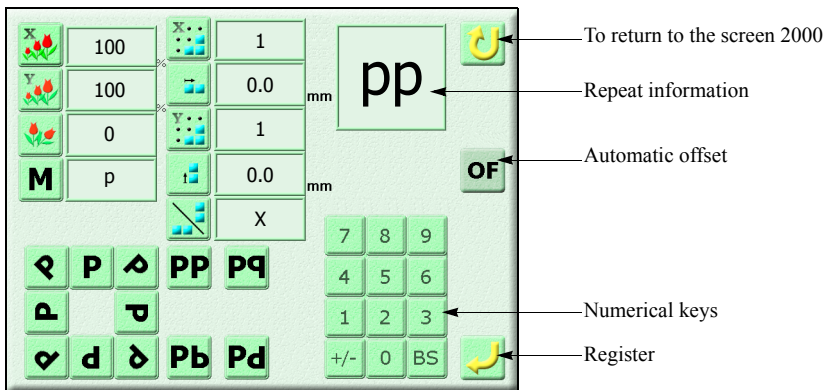 X 100 % X 1
To return to the screen 2000
Y 100 % 0.0 mm
pp
Repeat information
0 Y 1
M p 0.0 mm
OF
Automatic offset
X
7 8 9
P P P PP Pq
4 5 6
P P
1 2 3
Numerical keys
P d P Pb Pd
+/- 0 BS
Register